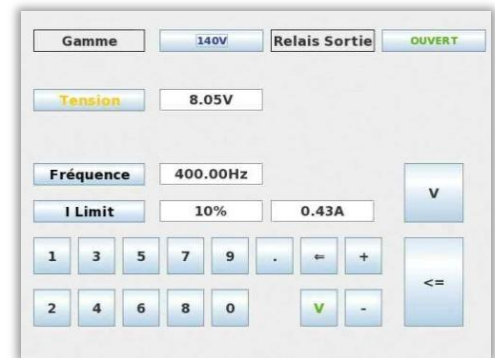 Gamme 140V Relais Sortie OUVERT
Tension 8.05V
Fréquence 400.00Hz
V
I Limit 10% 0.43A
1 3 5 7 9 . ⇐ +
<=
2 4 6 8 0 V -